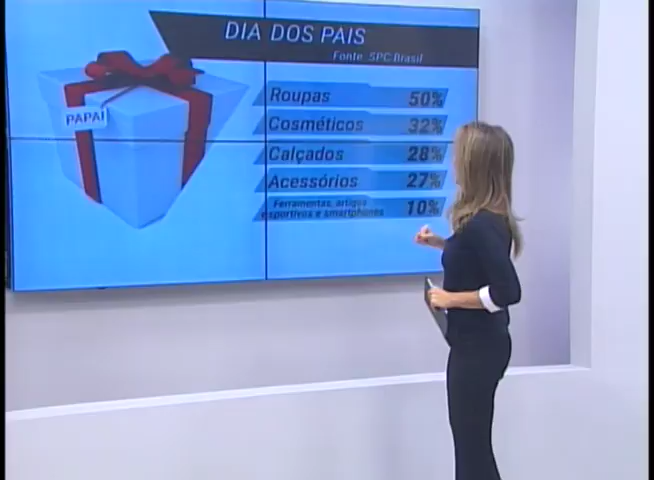 DIA DOS PAIS
Fonte: SPC Brasil
PAPAI
Roupas 50%
Cosméticos 32%
Calçados 28%
Acessórios 27%
Ferramentas, artigos
esportivos e smartphones 10%